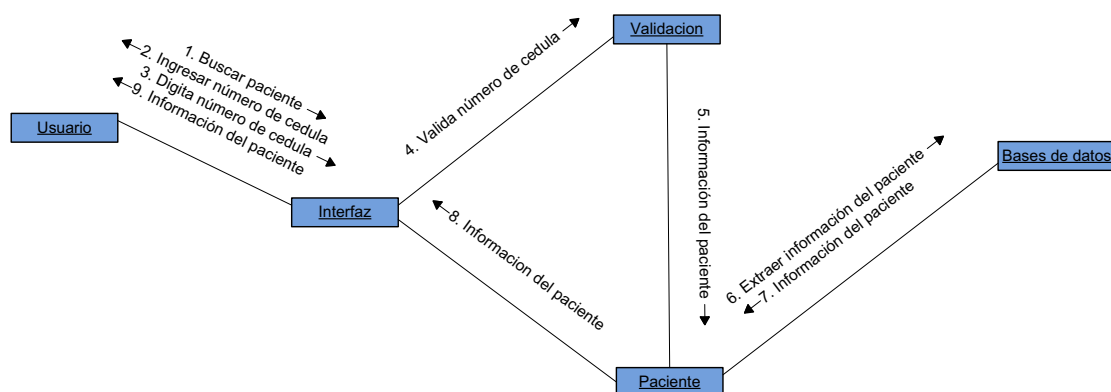 Validacion
1. Buscar paciente
2. Ingresar número de cedula
3. Digita número de cedula
9. Información del paciente
Usuario
4. Valida número de cedula
5. Información del paciente
Bases de datos
Interfaz
8. Informacion del paciente
6. Extraer información del paciente
7. Información del paciente
Paciente